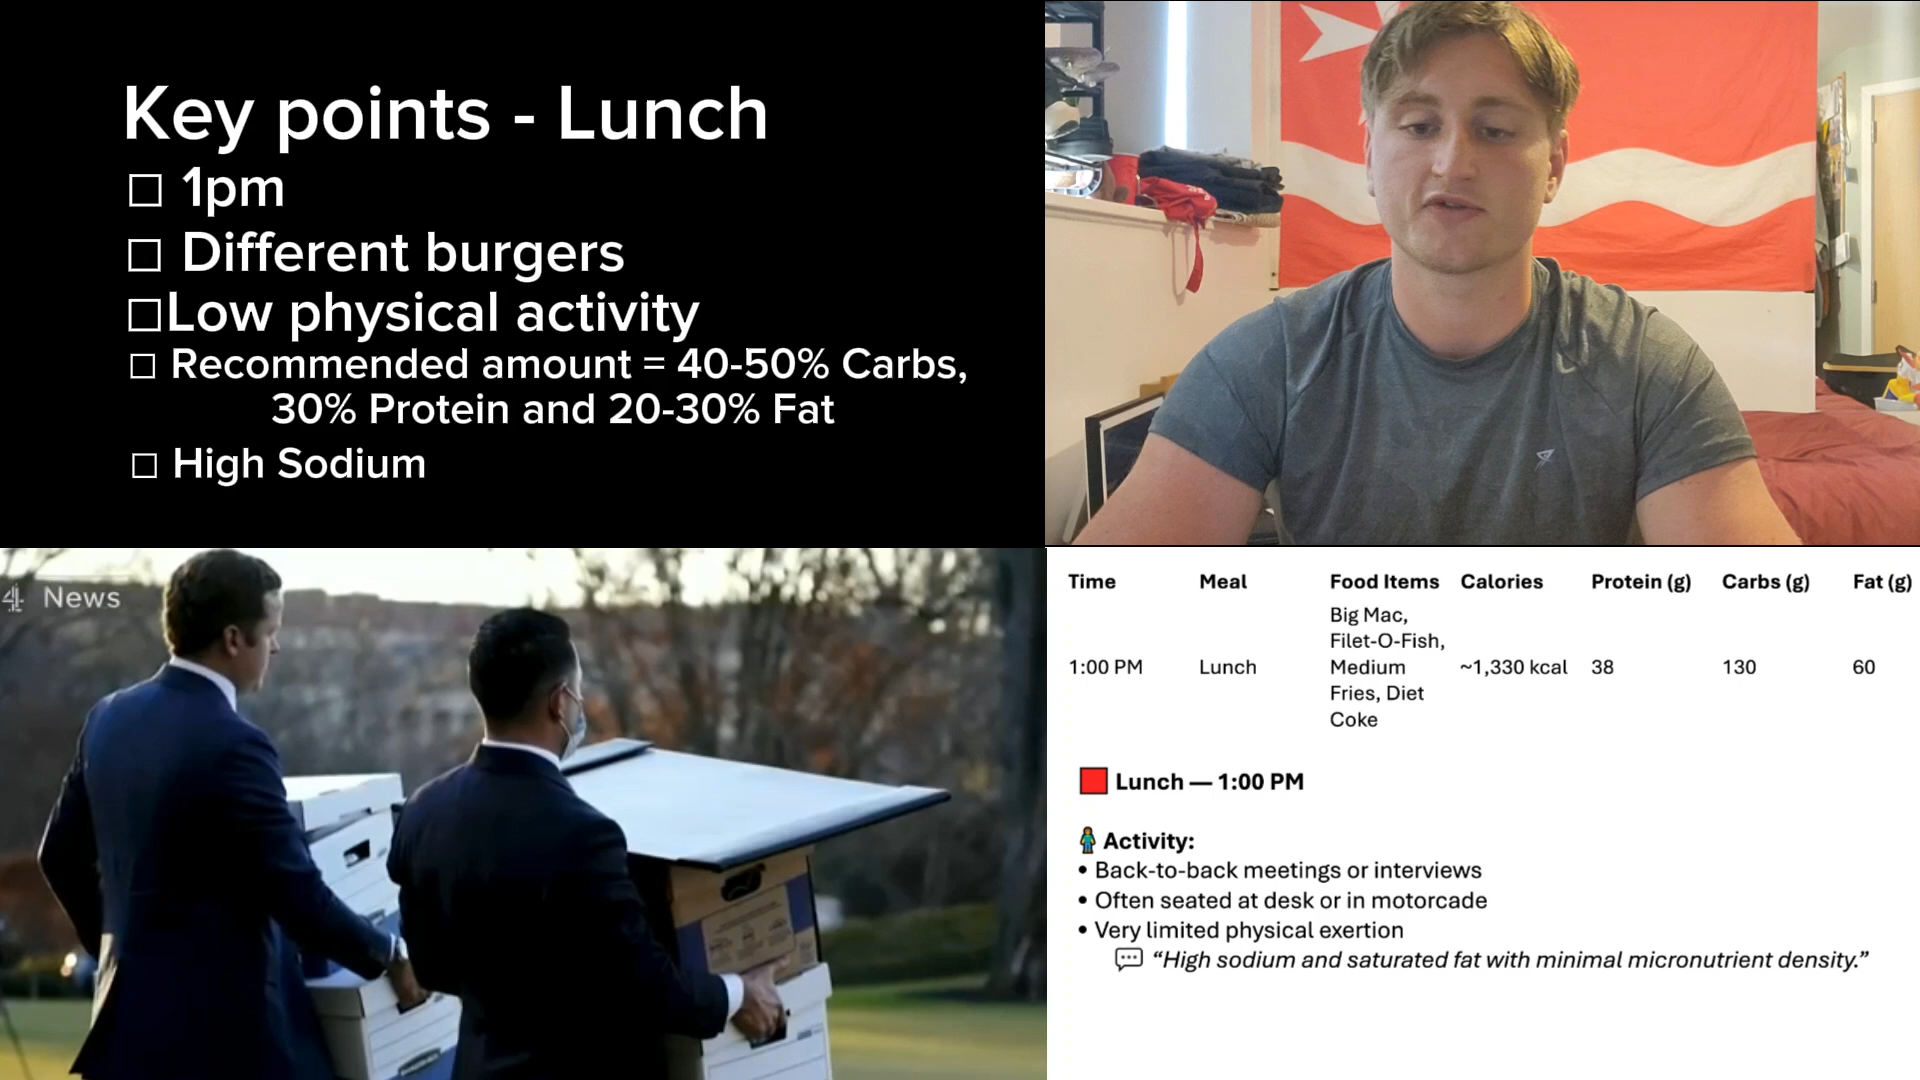 Key points - Lunch
☐ 1pm
☐ Different burgers
☐Low physical activity
☐ Recommended amount = 40-50% Carbs,
30% Protein and 20-30% Fat
☐ High Sodium
4 News
Time Meal Food Items Calories Protein (g) Carbs (g) Fat (g)
Big Mac,
Filet-O-Fish,
1:00 PM Lunch Medium ~1,330 kcal 38 130 60
Fries, Diet
Coke
Lunch — 1:00 PM
Activity:
• Back-to-back meetings or interviews
• Often seated at desk or in motorcade
• Very limited physical exertion
“High sodium and saturated fat with minimal micronutrient density.”